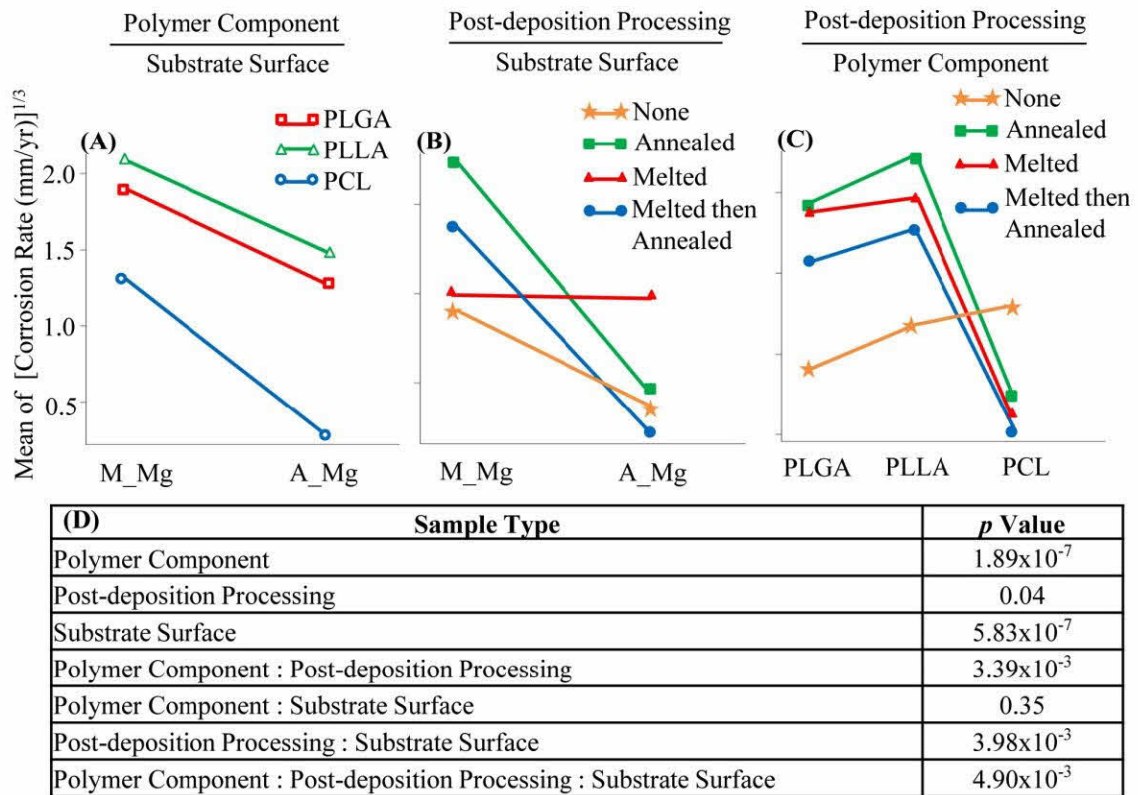 Polymer Component
Substrate Surface
Post-deposition Processing
Substrate Surface
Post-deposition Processing
Polymer Component
(A)
PLGA
PLLA
PCL
(B)
None
Annealed
Melted
Melted then
Annealed
(C)
None
Annealed
Melted
Melted then
Annealed
Mean of [Corrosion Rate (mm/yr)]^1/3
2.0
1.5
1.0
0.5
M_Mg
A_Mg
M_Mg
A_Mg
PLGA
PLLA
PCL
(D) Sample Type p Value
Polymer Component 1.89x10^-7
Post-deposition Processing 0.04
Substrate Surface 5.83x10^-7
Polymer Component : Post-deposition Processing 3.39x10^-3
Polymer Component : Substrate Surface 0.35
Post-deposition Processing : Substrate Surface 3.98x10^-3
Polymer Component : Post-deposition Processing : Substrate Surface 4.90x10^-3